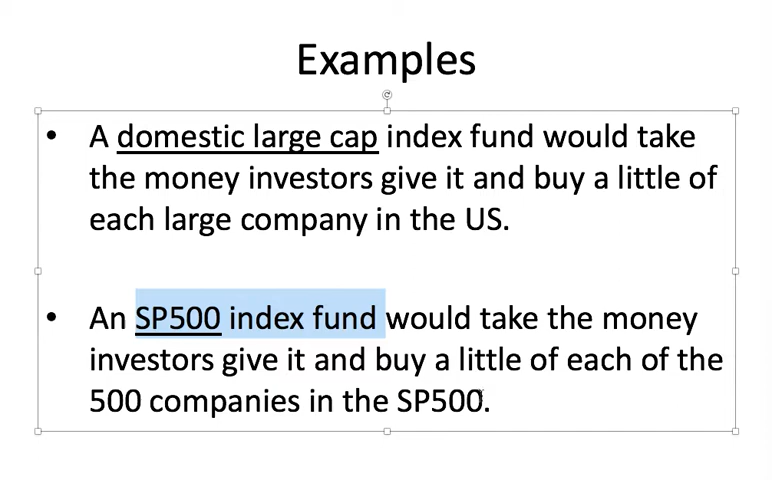 Examples
• A domestic large cap index fund would take
the money investors give it and buy a little of
each large company in the US.
• An SP500 index fund would take the money
investors give it and buy a little of each of the
500 companies in the SP500.